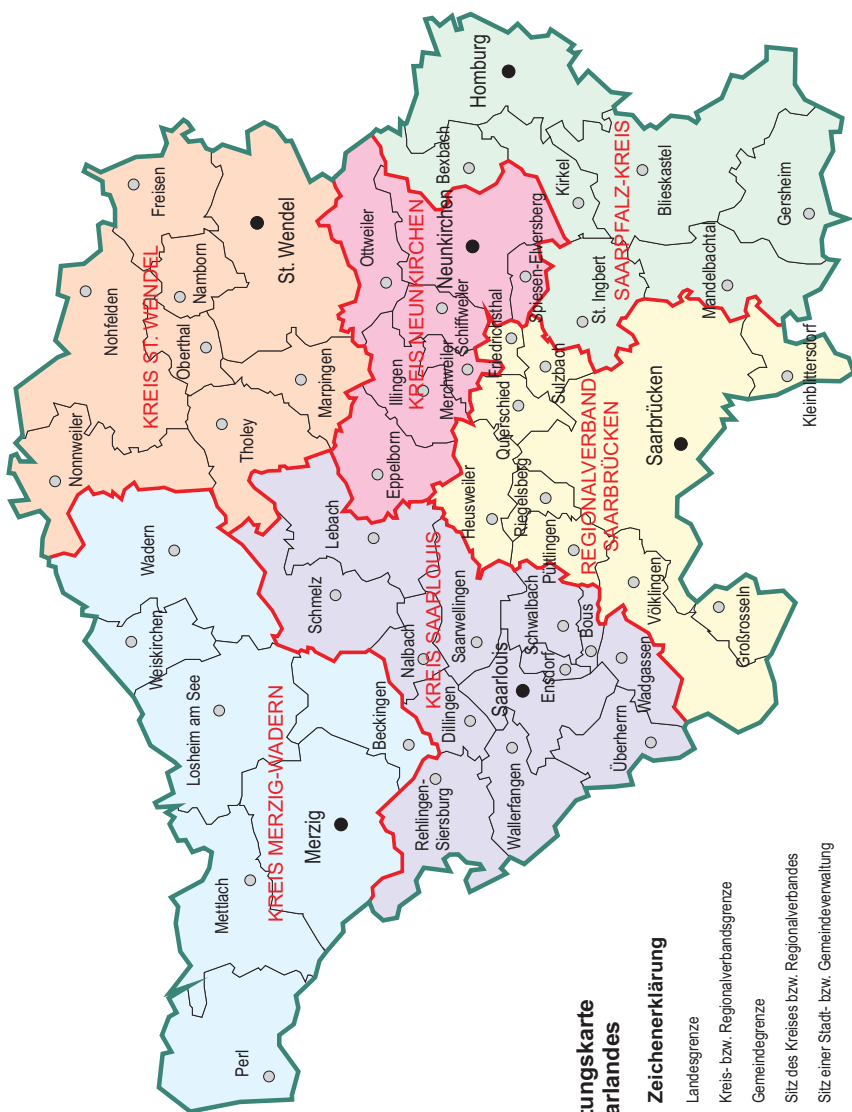 KREIS MERZIG-WADERN
Perl
Mettlach
Losheim am See
Weiskirchen
Wadern
Merzig
Beckingen
KREIS ST. WENDEL
Nonnweiler
Nohfelden
Freisen
Namborn
Oberthal
Tholey
Marpingen
St. Wendel
KREIS SAARLOUIS
Schmelz
Lebach
Nalbach
Saarwellingen
Dillingen
Rehlingen-
Siersburg
Wallerfangen
Saarlouis
Schwalbach
Ensdorf
Bous
Wadgassen
Überherrn
KREIS NEUNKIRCHEN
Eppelborn
Illingen
Ottweiler
Merchweiler
Schiffweiler
Neunkirchen
Spiesen-Elversberg
REGIONALVERBAND
SAARBRÜCKEN
Heusweiler
Riegelsberg
Quierschied
Friedrichsthal
Sulzbach
Püttlingen
Völklingen
Saarbrücken
Großrosseln
Kleinblittersdorf
SAARPFALZ-KREIS
Bexbach
Homburg
Kirkel
St. Ingbert
Blieskastel
Mandelbachtal
Gersheim
tungskarte
arlandes
Zeichenerklärung
Landesgrenze
Kreis- bzw. Regionalverbandsgrenze
Gemeindegrenze
Sitz des Kreises bzw. Regionalverbandes
Sitz einer Stadt- bzw. Gemeindeverwaltung